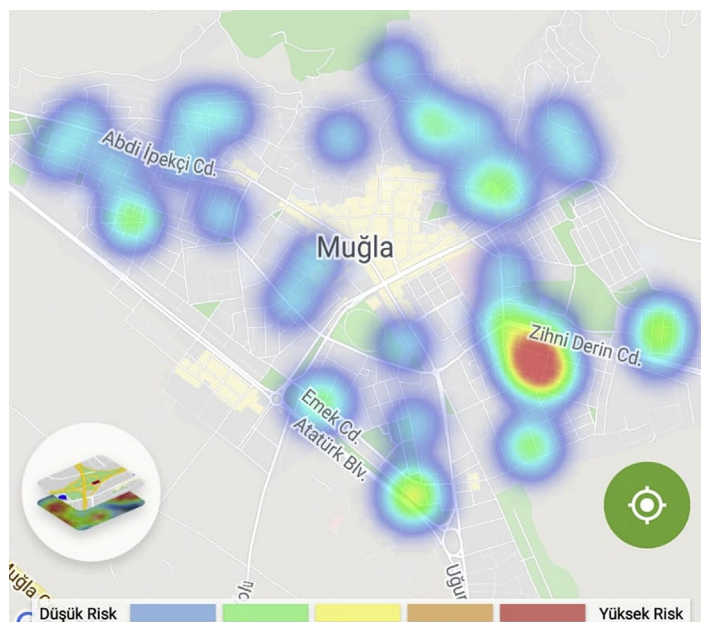 Abdi İpekçi Cd.
Muğla
Zihni Derin Cd.
Emek Cd.
Atatürk Blv.
Düşük Risk
Yüksek Risk